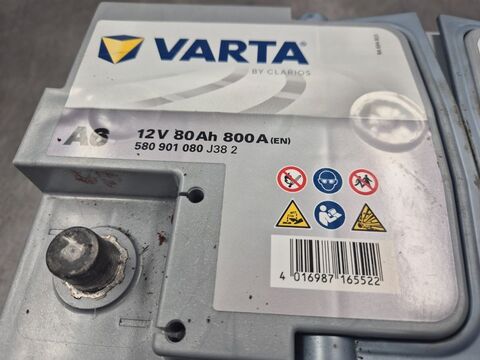 VARTA
BY CLARIOS
A6 12V 80Ah 800A (EN)
580 901 080 J38 2
4 016987 165522